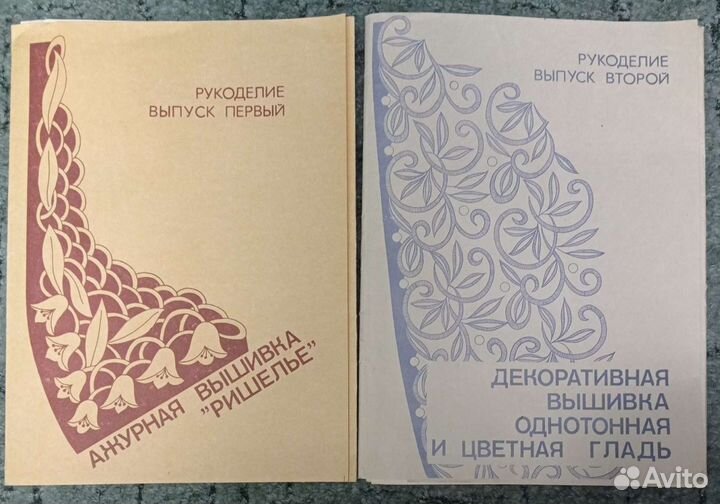 РУКОДЕЛИЕ
ВЫПУСК ПЕРВЫЙ
АЖУРНАЯ ВЫШИВКА
„РИШЕЛЬЕ”
РУКОДЕЛИЕ
ВЫПУСК ВТОРОЙ
ДЕКОРАТИВНАЯ
ВЫШИВКА
ОДНОТОННАЯ
И ЦВЕТНАЯ ГЛАДЬ
Avito